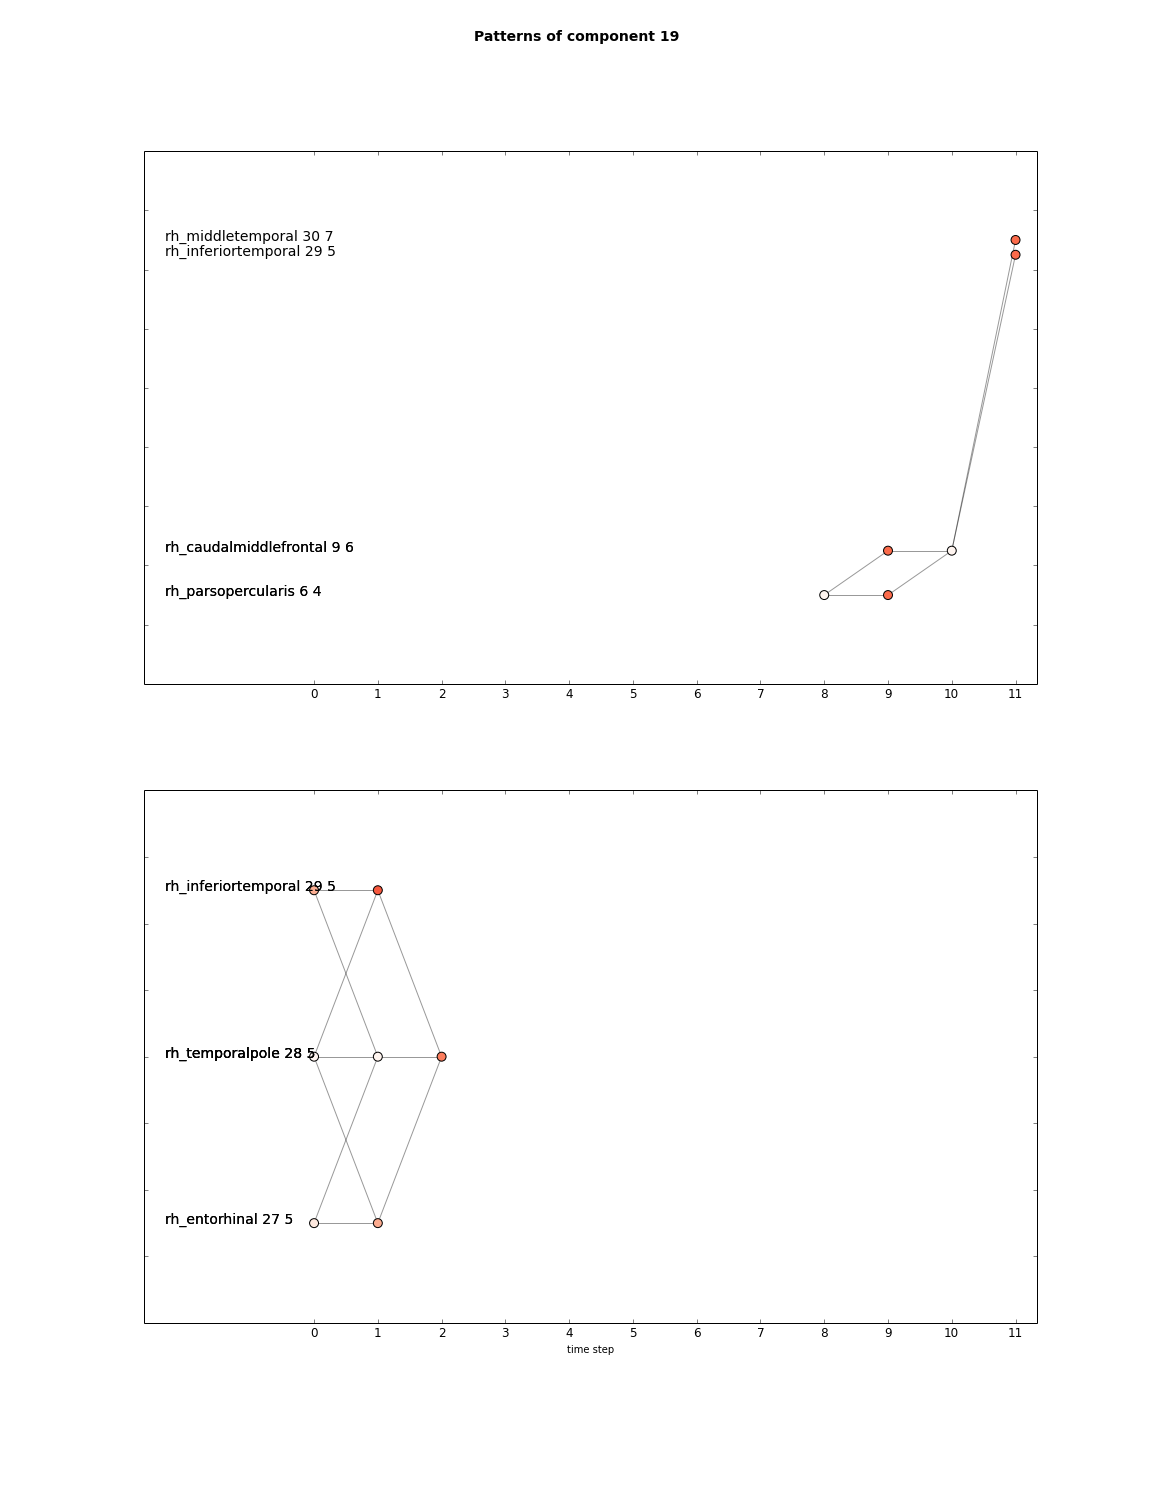 Patterns of component 19
rh_middletemporal 30 7
rh_inferiortemporal 29 5
rh_caudalmiddlefrontal 9 6
rh_parsopercularis 6 4
0 1 2 3 4 5 6 7 8 9 10 11
rh_inferiortemporal 29 5
rh_temporalpole 28 5
rh_entorhinal 27 5
0 1 2 3 4 5 6 7 8 9 10 11
time step